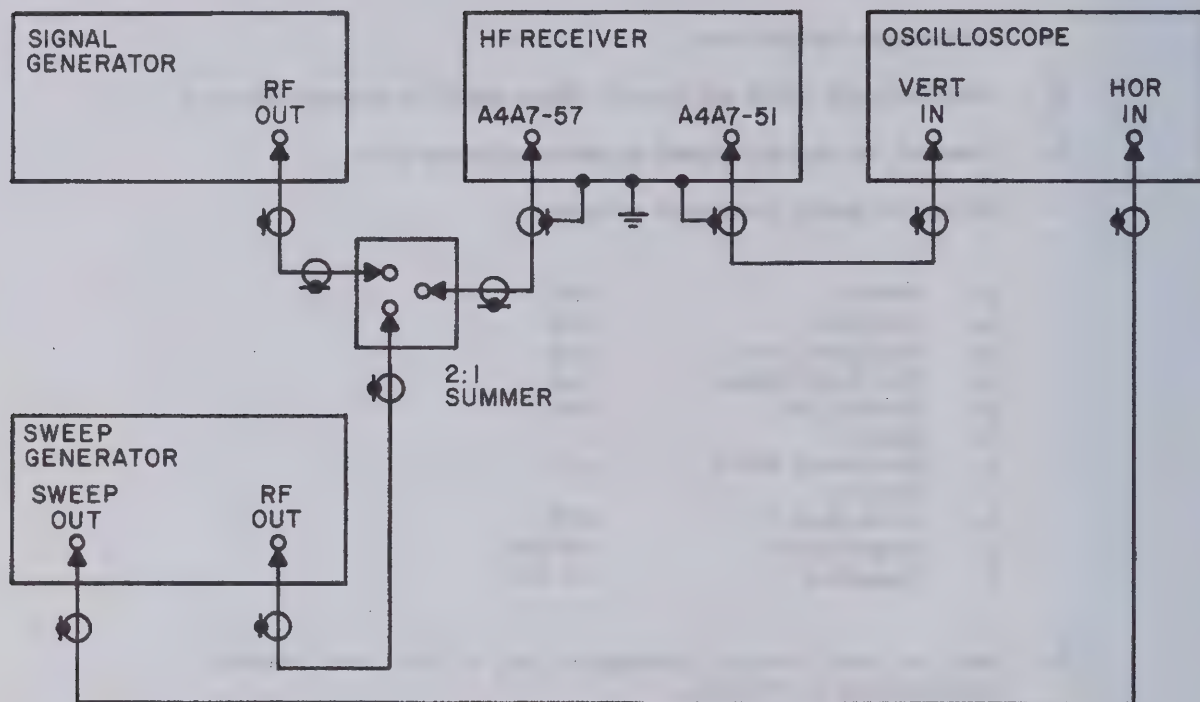 SIGNAL
GENERATOR
RF
OUT
HF RECEIVER
A4A7-57
A4A7-51
OSCILLOSCOPE
VERT
IN
HOR
IN
2:1
SUMMER
SWEEP
GENERATOR
SWEEP
OUT
RF
OUT